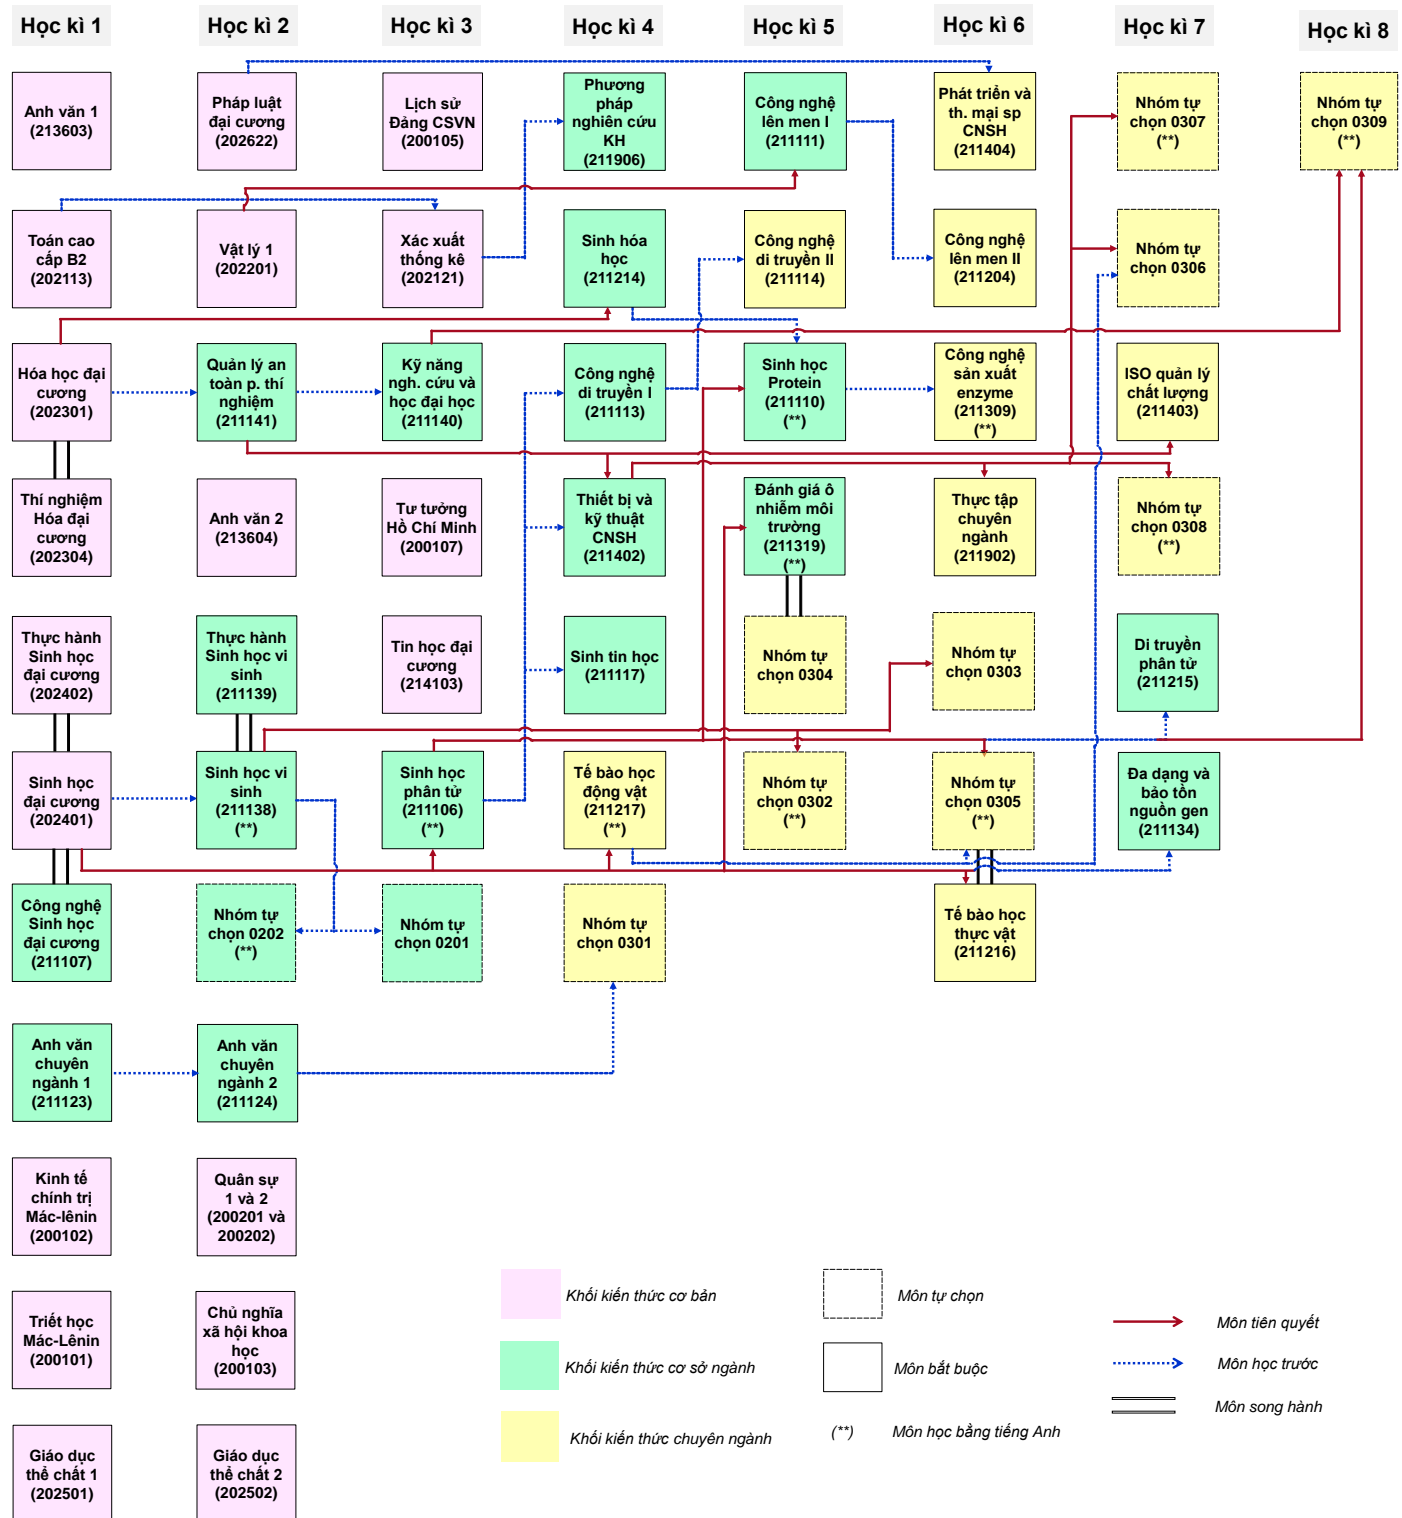 Học kì 1
Học kì 2
Học kì 3
Học kì 4
Học kì 5
Học kì 6
Học kì 7
Học kì 8
Anh văn 1
(213603)
Pháp luật
đại cương
(202622)
Lịch sử
Đảng CSVN
(200105)
Phương
pháp
nghiên cứu
KH
(211906)
Công nghệ
lên men I
(211111)
Phát triển và
th. mại sp
CNSH
(211404)
Nhóm tự
chọn 0307
(**)
Nhóm tự
chọn 0309
(**)
Toán cao
cấp B2
(202113)
Vật lý 1
(202201)
Xác xuất
thống kê
(202121)
Sinh hóa
học
(211214)
Công nghệ
di truyền II
(211114)
Công nghệ
lên men II
(211204)
Nhóm tự
chọn 0306
Hóa học đại
cương
(202301)
Quản lý an
toàn p. thí
nghiệm
(211141)
Kỹ năng
ngh. cứu và
học đại học
(211140)
Công nghệ
di truyền I
(211113)
Sinh học
Protein
(211110)
(**)
Công nghệ
sản xuất
enzyme
(211309)
(**)
ISO quản lý
chất lượng
(211403)
Thí nghiệm
Hóa đại
cương
(202304)
Anh văn 2
(213604)
Tư tưởng
Hồ Chí Minh
(200107)
Thiết bị và
kỹ thuật
CNSH
(211402)
Đánh giá ô
nhiễm môi
trường
(211319)
(**)
Thực tập
chuyên
ngành
(211902)
Nhóm tự
chọn 0308
(**)
Thực hành
Sinh học
đại cương
(202402)
Thực hành
Sinh học vi
sinh
(211139)
Tin học đại
cương
(214103)
Sinh tin học
(211117)
Nhóm tự
chọn 0304
Nhóm tự
chọn 0303
Di truyền
phân tử
(211215)
Sinh học
đại cương
(202401)
Sinh học vi
sinh
(211138)
(**)
Sinh học
phân tử
(211106)
(**)
Tế bào học
động vật
(211217)
(**)
Nhóm tự
chọn 0302
(**)
Nhóm tự
chọn 0305
(**)
Đa dạng và
bảo tồn
nguồn gen
(211134)
Công nghệ
Sinh học
đại cương
(211107)
Nhóm tự
chọn 0202
(**)
Nhóm tự
chọn 0201
Nhóm tự
chọn 0301
Tế bào học
thực vật
(211216)
Anh văn
chuyên
ngành 1
(211123)
Anh văn
chuyên
ngành 2
(211124)
Kinh tế
chính trị
Mác-lênin
(200102)
Quân sự
1 và 2
(200201 và
200202)
Triết học
Mác-Lênin
(200101)
Chủ nghĩa
xã hội khoa
học
(200103)
Giáo dục
thể chất 1
(202501)
Giáo dục
thể chất 2
(202502)
Khối kiến thức cơ bản
Khối kiến thức cơ sở ngành
Khối kiến thức chuyên ngành
Môn tự chọn
Môn bắt buộc
(**) Môn học bằng tiếng Anh
Môn tiên quyết
Môn học trước
Môn song hành